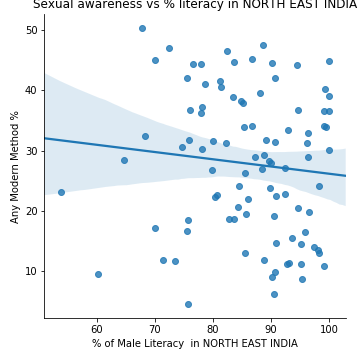 Sexual awareness vs % literacy in NORTH EAST INDIA
50
40
30
20
10
Any Modern Method %
60 70 80 90 100
% of Male Literacy in NORTH EAST INDIA